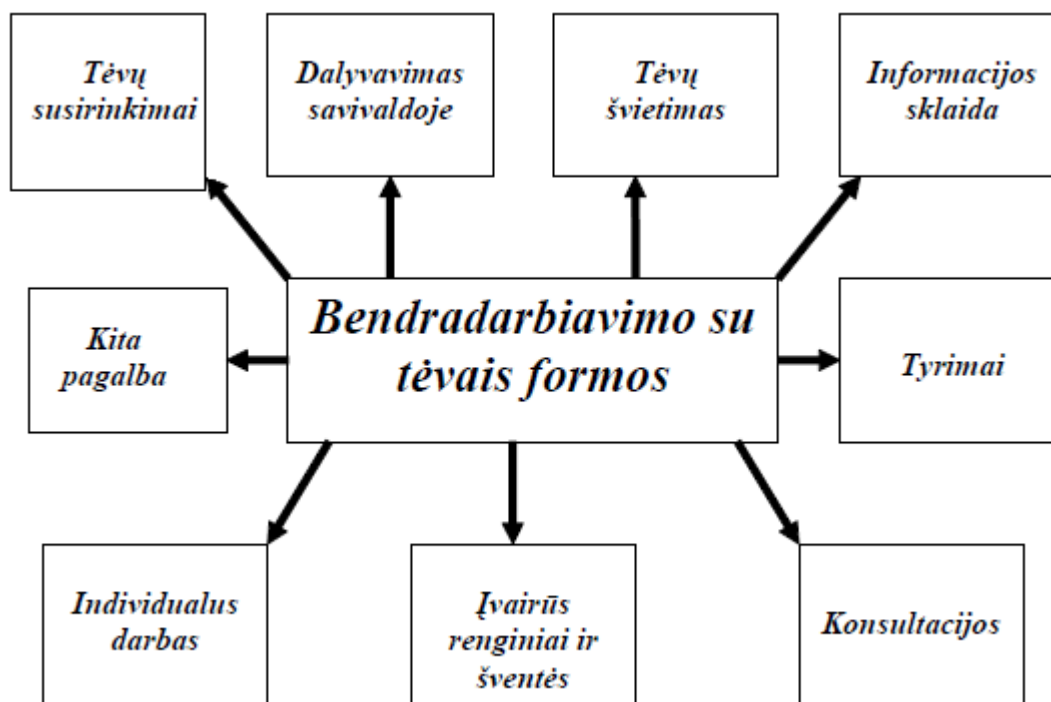 Tėvų
susirinkimai
Dalyvavimas
savivaldoje
Tėvų
švietimas
Informacijos
sklaida
Bendradarbiavimo su
tėvais formos
Kita
pagalba
Tyrimai
Individualus
darbas
Įvairūs
renginiai ir
šventės
Konsultacijos